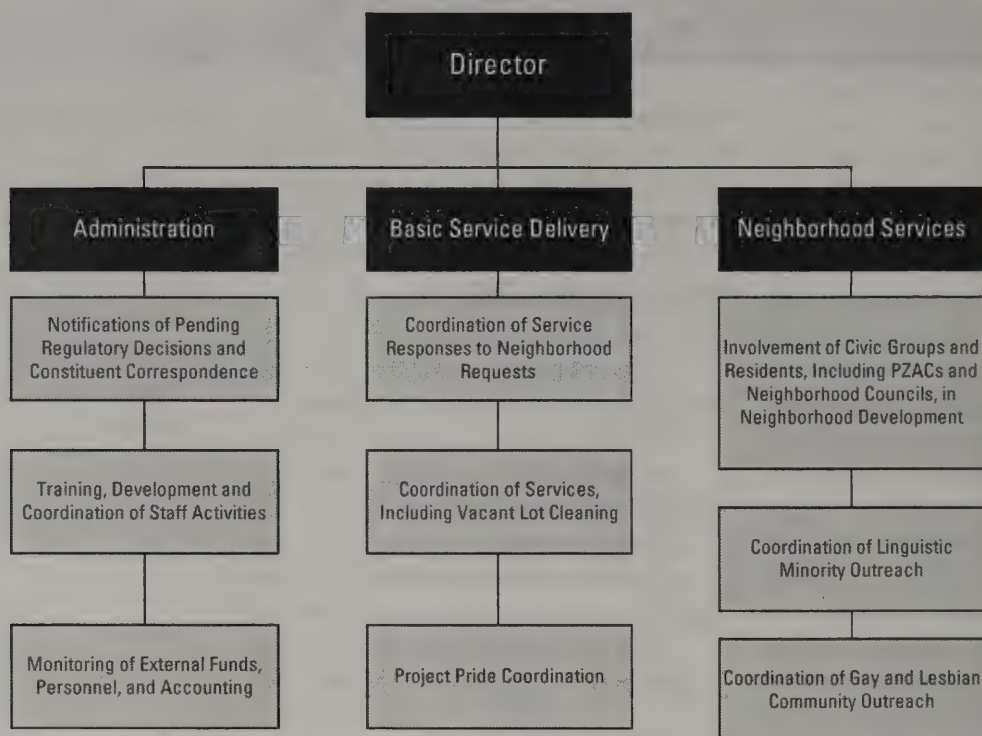 Director
Administration
Basic Service Delivery
Neighborhood Services
Notifications of Pending
Regulatory Decisions and
Constituent Correspondence
Coordination of Service
Responses to Neighborhood
Requests
Involvement of Civic Groups and
Residents, Including PZACs and
Neighborhood Councils, in
Neighborhood Development
Training, Development and
Coordination of Staff Activities
Coordination of Services,
Including Vacant Lot Cleaning
Coordination of Linguistic
Minority Outreach
Monitoring of External Funds,
Personnel, and Accounting
Project Pride Coordination
Coordination of Gay and Lesbian
Community Outreach